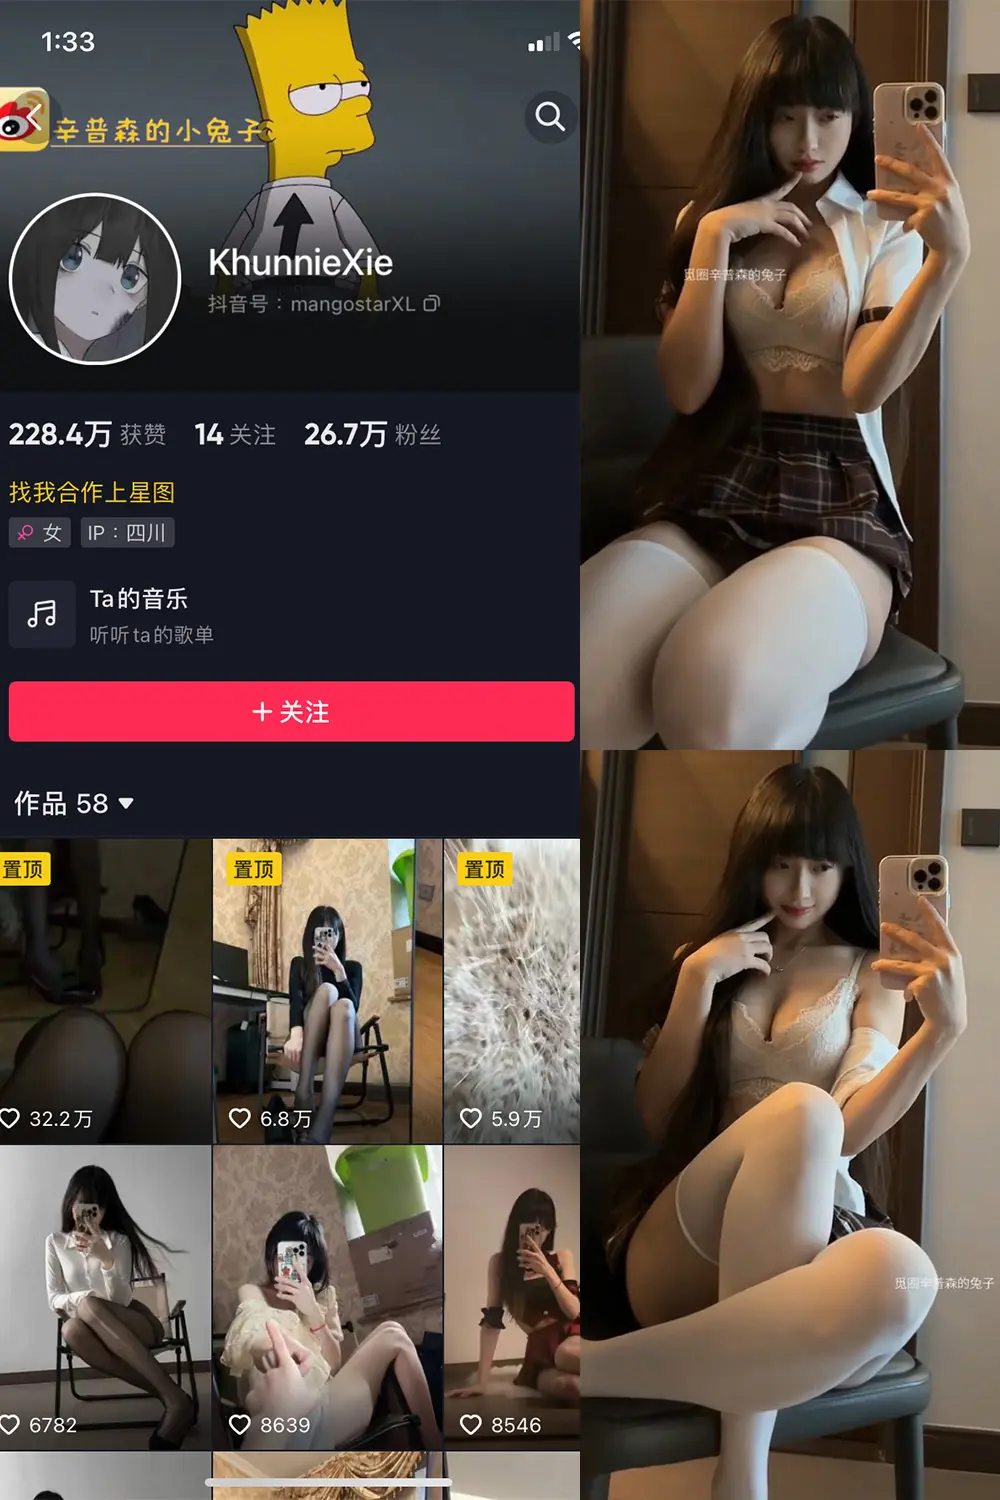 1:33
辛普森的小兔子
KhunnieXie
抖音号：mangostarXL
228.4万 获赞 14 关注 26.7万 粉丝
找我合作上星图
女 IP：四川
Ta的音乐
听听ta的歌单
+ 关注
作品 58
置顶 置顶 置顶
32.2万 6.8万 5.9万
6782 8639 8546
觅圈辛普森的兔子
觅圈辛普森的兔子